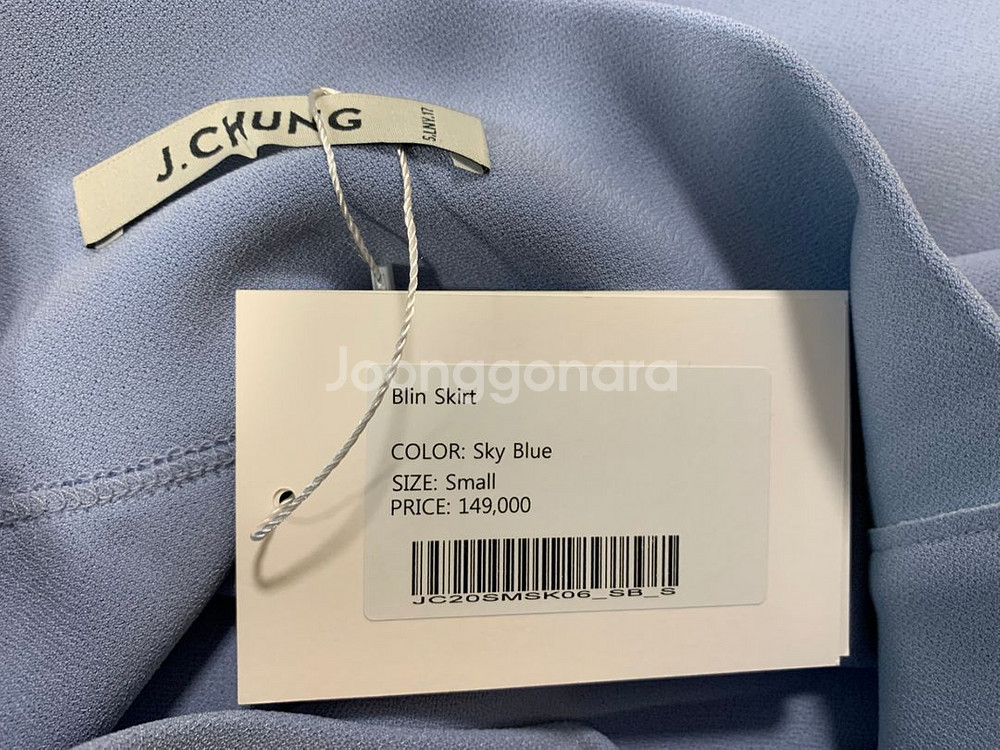 J.CHUNG
Joonggonara
Blin Skirt
COLOR: Sky Blue
SIZE: Small
PRICE: 149,000
JC20SMSK06_SB_S